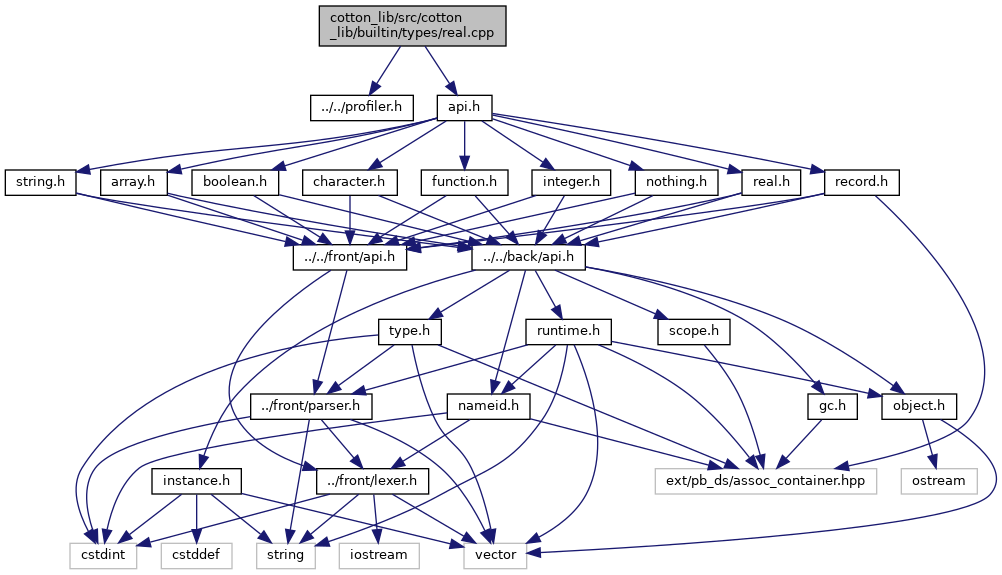 cotton_lib/src/cotton
_lib/builtin/types/real.cpp
../../profiler.h
api.h
string.h
array.h
boolean.h
character.h
function.h
integer.h
nothing.h
real.h
record.h
../../front/api.h
../../back/api.h
type.h
runtime.h
scope.h
../front/parser.h
nameid.h
gc.h
object.h
instance.h
../front/lexer.h
ext/pb_ds/assoc_container.hpp
ostream
cstdint
cstddef
string
iostream
vector